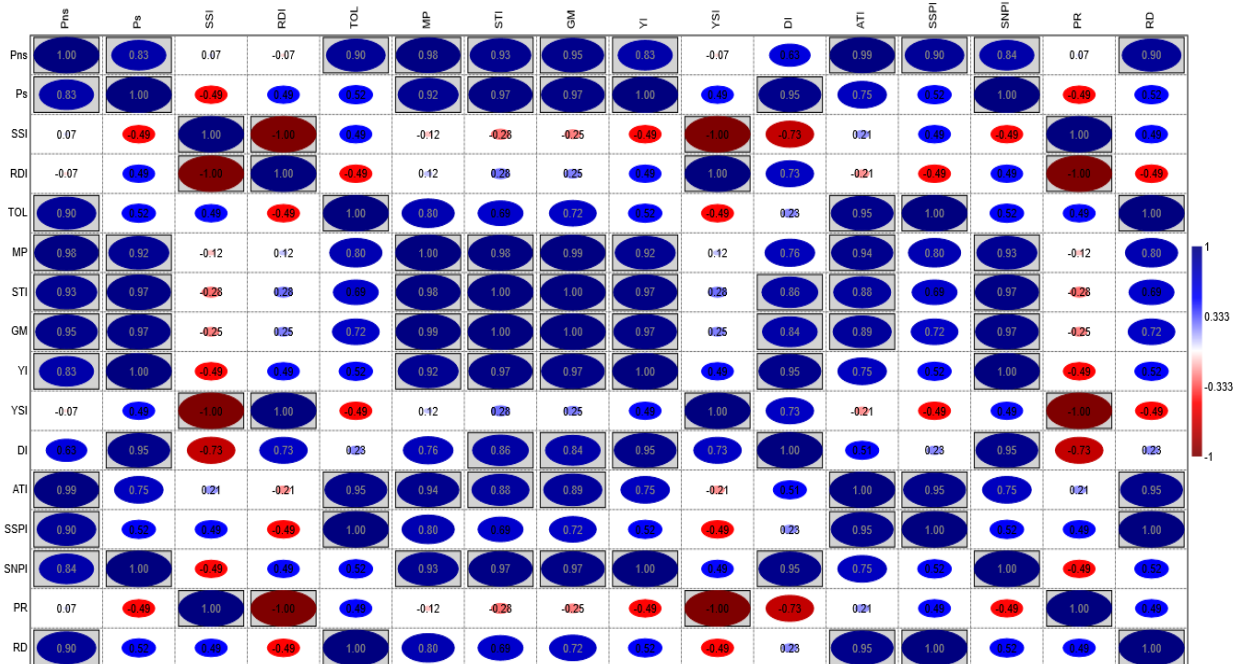 Pns Ps SSI RDI TOL MP STI GM YI YSI DI ATI SSPI SNPI PR RD
Pns 1.00 0.83 0.07 -0.07 0.90 0.98 0.93 0.95 0.83 -0.07 0.63 0.99 0.90 0.84 0.07 0.90
Ps 0.83 1.00 -0.49 0.49 0.52 0.92 0.97 0.97 1.00 0.49 0.95 0.75 0.52 1.00 -0.49 0.52
SSI 0.07 -0.49 1.00 -1.00 0.49 -0.12 -0.28 -0.25 -0.49 -1.00 -0.73 0.21 0.49 -0.49 1.00 0.49
RDI -0.07 0.49 -1.00 1.00 -0.49 0.12 0.28 0.25 0.49 1.00 0.73 -0.21 -0.49 0.49 -1.00 -0.49
TOL 0.90 0.52 0.49 -0.49 1.00 0.80 0.69 0.72 0.52 -0.49 0.23 0.95 1.00 0.52 0.49 1.00
MP 0.98 0.92 -0.12 0.12 0.80 1.00 0.98 0.99 0.92 0.12 0.76 0.94 0.80 0.93 -0.12 0.80
STI 0.93 0.97 -0.28 0.28 0.69 0.98 1.00 1.00 0.97 0.28 0.86 0.88 0.69 0.97 -0.28 0.69
GM 0.95 0.97 -0.25 0.25 0.72 0.99 1.00 1.00 0.97 0.25 0.84 0.89 0.72 0.97 -0.25 0.72
YI 0.83 1.00 -0.49 0.49 0.52 0.92 0.97 0.97 1.00 0.49 0.95 0.75 0.52 1.00 -0.49 0.52
YSI -0.07 0.49 -1.00 1.00 -0.49 0.12 0.28 0.25 0.49 1.00 0.73 -0.21 -0.49 0.49 -1.00 -0.49
DI 0.63 0.95 -0.73 0.73 0.23 0.76 0.86 0.84 0.95 0.73 1.00 0.51 0.23 0.95 -0.73 0.23
ATI 0.99 0.75 0.21 -0.21 0.95 0.94 0.88 0.89 0.75 -0.21 0.51 1.00 0.95 0.75 0.21 0.95
SSPI 0.90 0.52 0.49 -0.49 1.00 0.80 0.69 0.72 0.52 -0.49 0.23 0.95 1.00 0.52 0.49 1.00
SNPI 0.84 1.00 -0.49 0.49 0.52 0.93 0.97 0.97 1.00 0.49 0.95 0.75 0.52 1.00 -0.49 0.52
PR 0.07 -0.49 1.00 -1.00 0.49 -0.12 -0.28 -0.25 -0.49 -1.00 -0.73 0.21 0.49 -0.49 1.00 0.49
RD 0.90 0.52 0.49 -0.49 1.00 0.80 0.69 0.72 0.52 -0.49 0.23 0.95 1.00 0.52 0.49 1.00
1
0.333
-0.333
-1